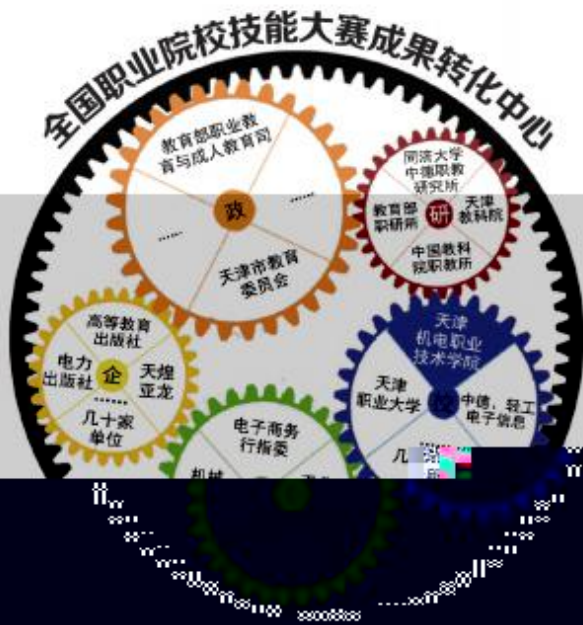 全国职业院校技能大赛成果转化中心
教育部职业教
育与成人教育司
......
......
天津市教育
委员会
政
同济大学
中德职教
研究所
教育部
职研所
研
天津
教科院
中国教科
院职教所
高等教育
出版社
电力
出版社
企
天煌
亚龙
......
几十家
单位
天津
机电职业
技术学院
天津
职业大学
中德，轻工
电子信息
......
几
电子商务
行指委
机械